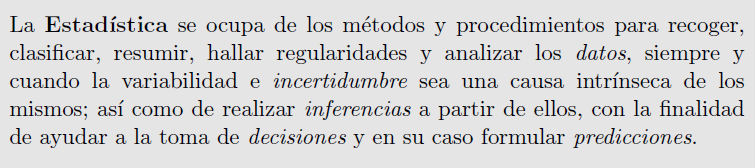 La Estadística se ocupa de los métodos y procedimientos para recoger,
clasificar, resumir, hallar regularidades y analizar los datos, siempre y
cuando la variabilidad e incertidumbre sea una causa intrínseca de los
mismos; así como de realizar inferencias a partir de ellos, con la finalidad
de ayudar a la toma de decisiones y en su caso formular predicciones.